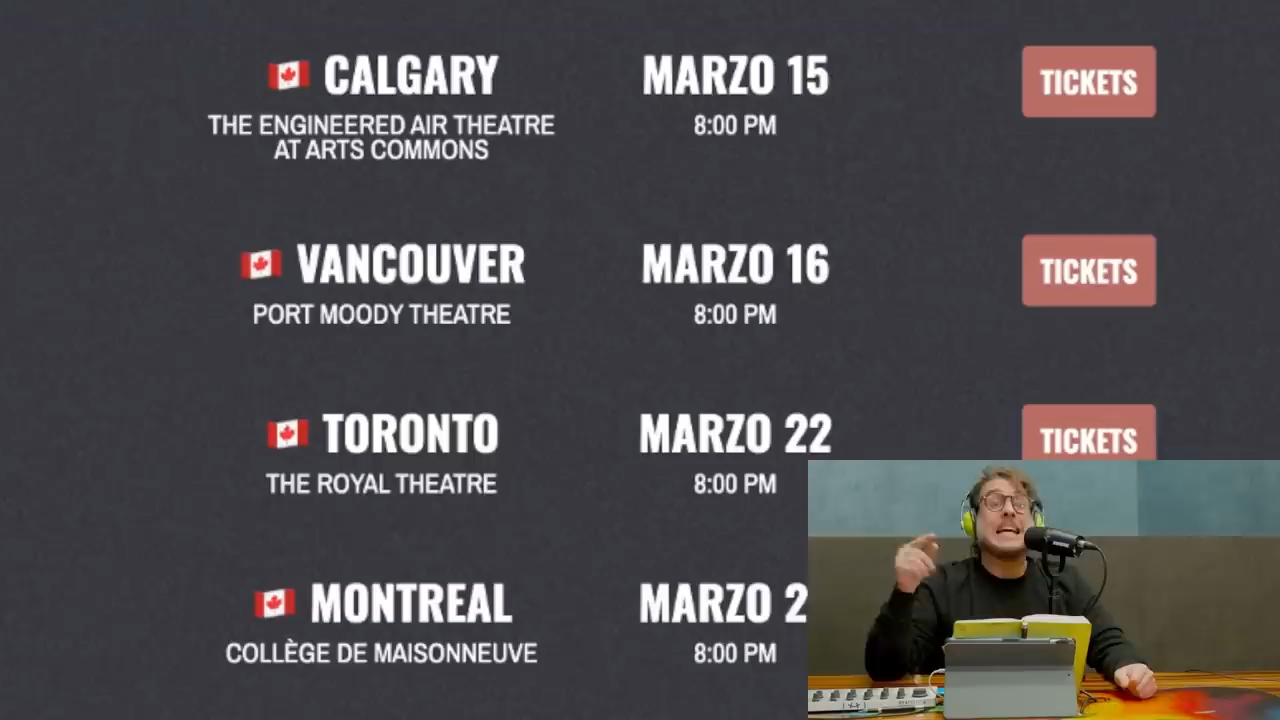 CALGARY
MARZO 15
TICKETS
THE ENGINEERED AIR THEATRE
AT ARTS COMMONS
8:00 PM
VANCOUVER
MARZO 16
TICKETS
PORT MOODY THEATRE
8:00 PM
TORONTO
MARZO 22
TICKETS
THE ROYAL THEATRE
8:00 PM
MONTREAL
MARZO 2
COLLÈGE DE MAISONNEUVE
8:00 PM